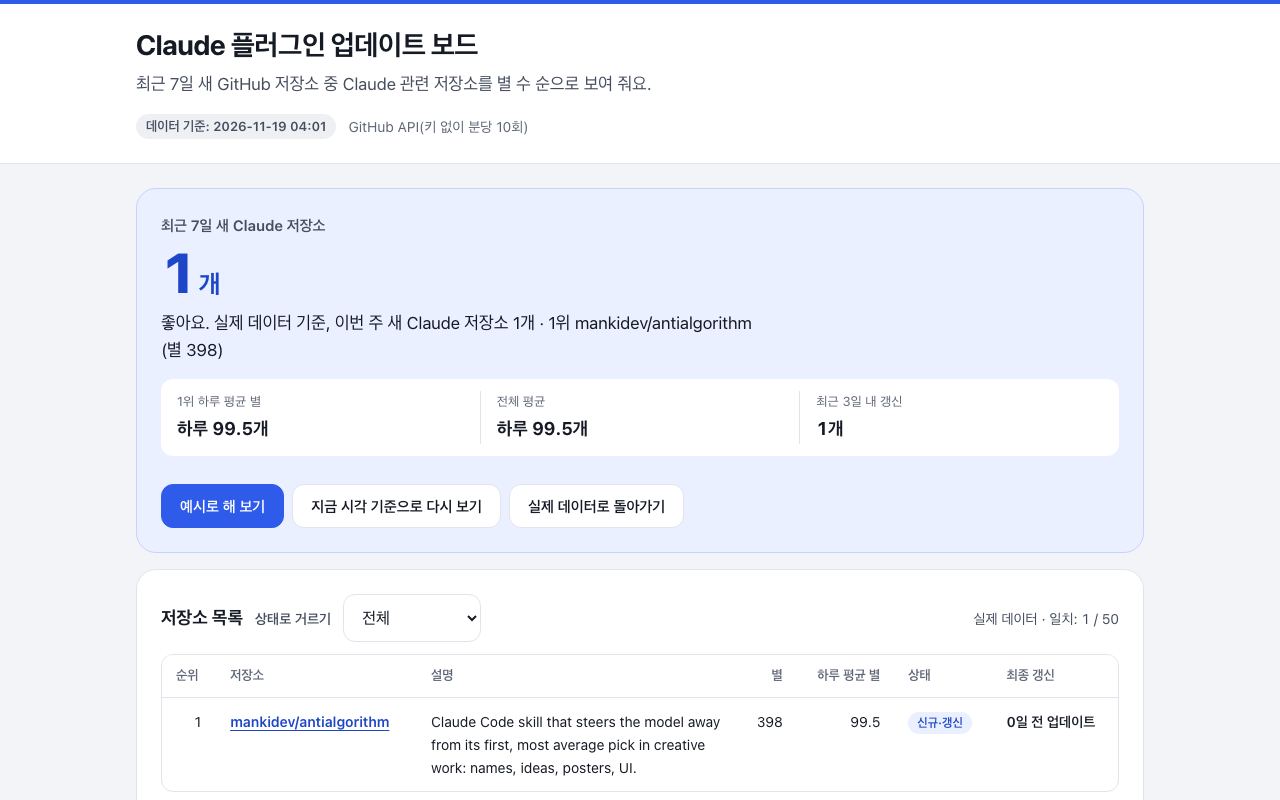 Claude 플러그인 업데이트 보드
최근 7일 새 GitHub 저장소 중 Claude 관련 저장소를 별 수 순으로 보여 줘요.
데이터 기준: 2026-11-19 04:01 GitHub API(키 없이 분당 10회)
최근 7일 새 Claude 저장소
1개
좋아요. 실제 데이터 기준, 이번 주 새 Claude 저장소 1개 · 1위 mankidev/antialgorithm
(별 398)
1위 하루 평균 별 전체 평균 최근 3일 내 갱신
하루 99.5개 하루 99.5개 1개
예시로 해 보기 지금 시각 기준으로 다시 보기 실제 데이터로 돌아가기
저장소 목록 상태로 거르기 전체 실제 데이터 · 일치: 1 / 50
순위 저장소 설명 별 하루 평균 별 상태 최종 갱신
1 mankidev/antialgorithm Claude Code skill that steers the model away 398 99.5 신규·갱신 0일 전 업데이트
from its first, most average pick in creative
work: names, ideas, posters, UI.